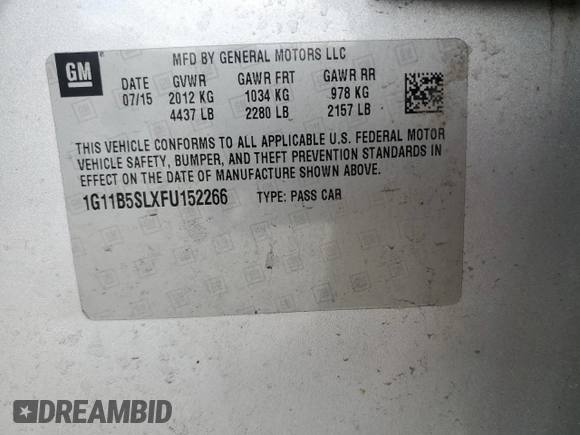 GM
MFD BY GENERAL MOTORS LLC
DATE GVWR GAWR FRT GAWR RR
07/15 2012 KG 1034 KG 978 KG
4437 LB 2280 LB 2157 LB
THIS VEHICLE CONFORMS TO ALL APPLICABLE U.S. FEDERAL MOTOR
VEHICLE SAFETY, BUMPER, AND THEFT PREVENTION STANDARDS IN
EFFECT ON THE DATE OF MANUFACTURE SHOWN ABOVE.
1G11B5SLXFU152266 TYPE: PASS CAR
DREAMBID